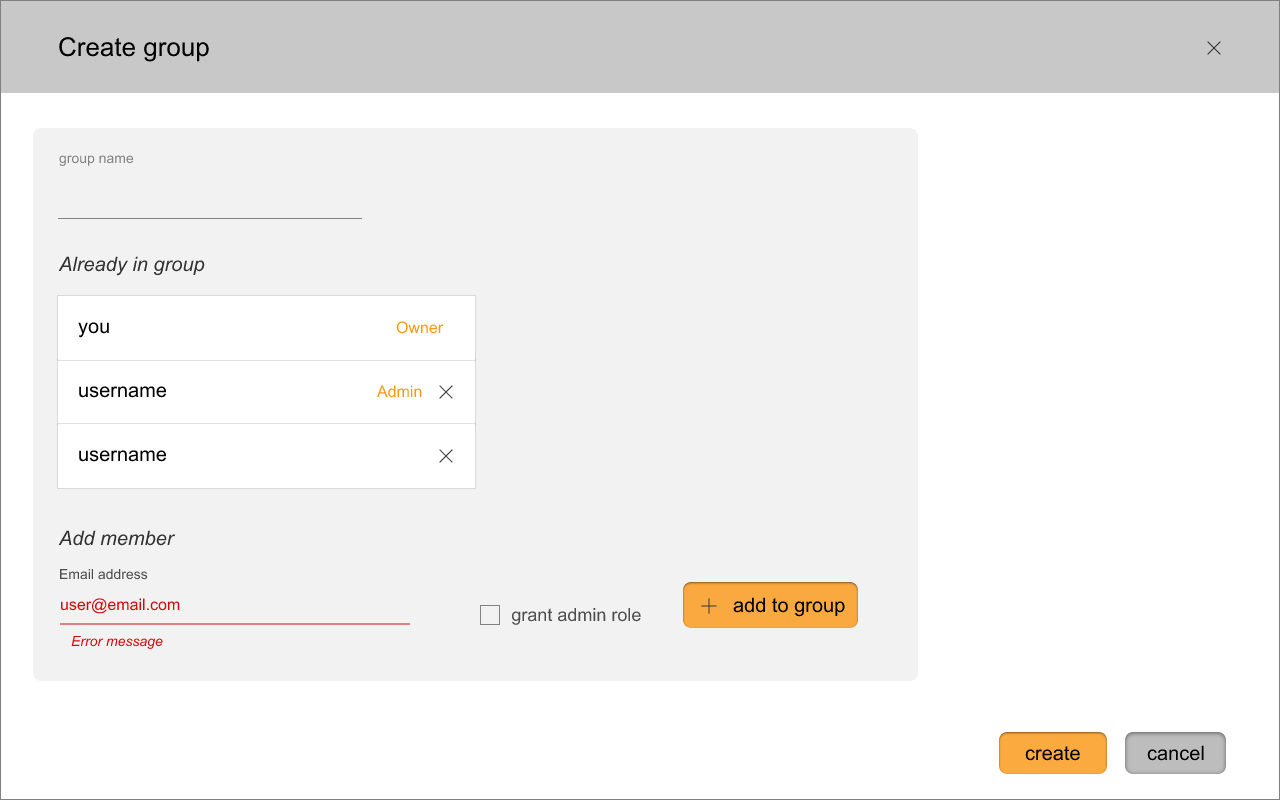 Create group
group name
Already in group
you Owner
username Admin
username
Add member
Email address
user@email.com
Error message
grant admin role
add to group
create cancel